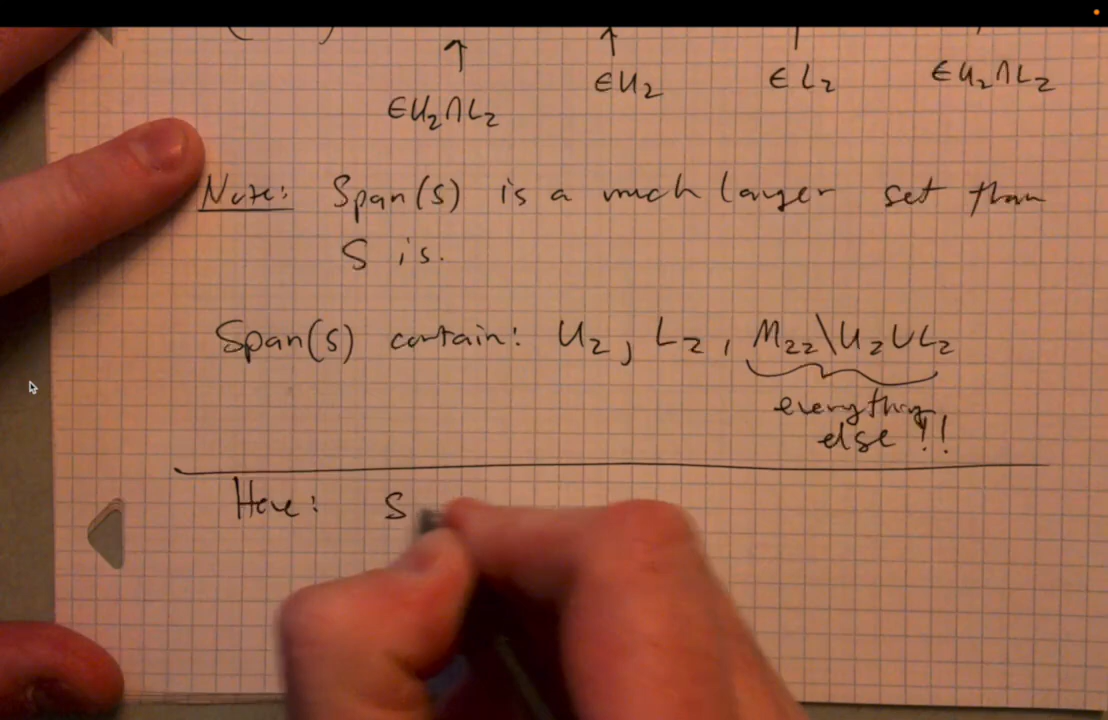 ↑ ↑
∈U₂ ∈L₂ ∈U₂∩L₂
∈U₂∩L₂
Note: Span(S) is a much larger set than
S is.
Span(S) contain: U₂, L₂, M₂₂\U₂∪L₂
everything
else!!
Here: S